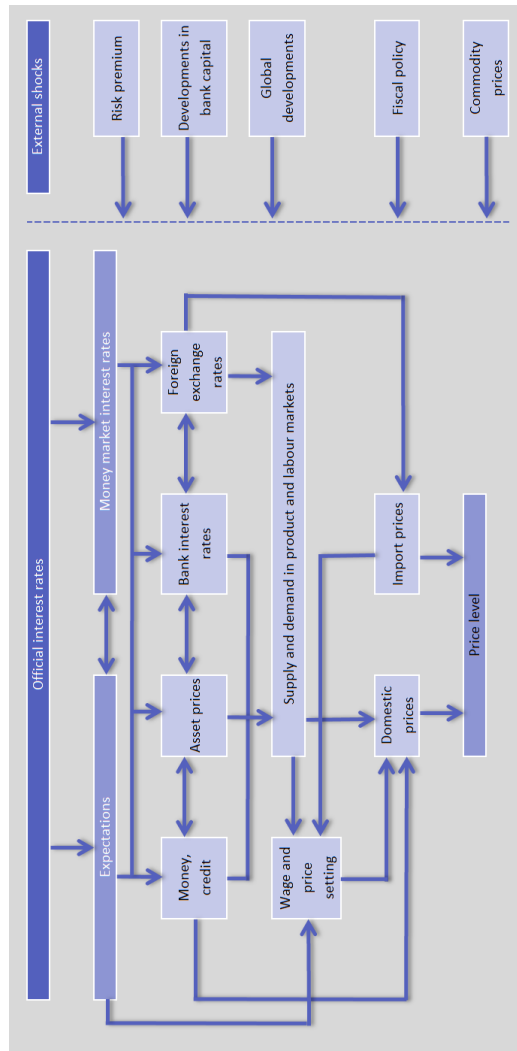 Official interest rates
External shocks
Expectations
Money market interest rates
Risk premium
Money,
credit
Asset prices
Bank interest
rates
Foreign
exchange
rates
Developments in
bank capital
Wage and
price
setting
Supply and demand in product and labour markets
Global
developments
Domestic
prices
Import prices
Fiscal policy
Price level
Commodity
prices